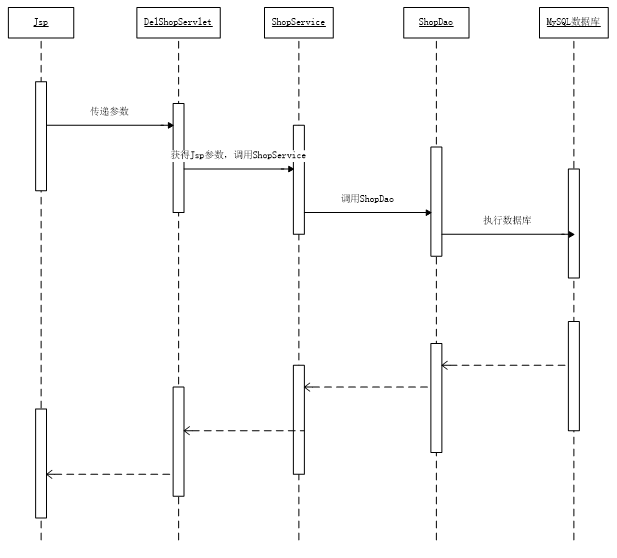 Jsp
DelShopServlet
ShopService
ShopDao
MySQL数据库
传递参数
获得Jsp参数，调用ShopService
调用ShopDao
执行数据库